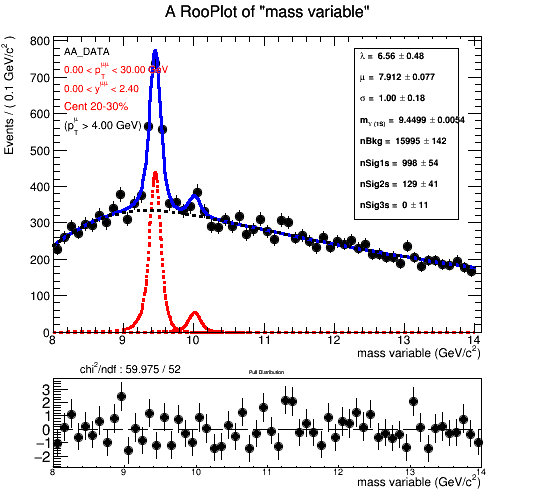 A RooPlot of "mass variable"
Events / ( 0.1 GeV/c² )
800
700
600
500
400
300
200
100
0
AA_DATA
0.00 < p_T^μμ < 30.00 GeV
0.00 < y^μμ < 2.40
Cent 20-30%
(p_T^μ > 4.00 GeV)
λ = 6.56 ± 0.48
μ = 7.912 ± 0.077
σ = 1.00 ± 0.18
m_ϒ (1S) = 9.4499 ± 0.0054
nBkg = 15995 ± 142
nSig1s = 998 ± 54
nSig2s = 129 ± 41
nSig3s = 0 ± 11
8 9 10 11 12 13 14
mass variable (GeV/c²)
chi²/ndf : 59.975 / 52
Pull Distribution
3
2
1
0
−1
−2
8 9 10 11 12 13 14
mass variable (GeV/c²)